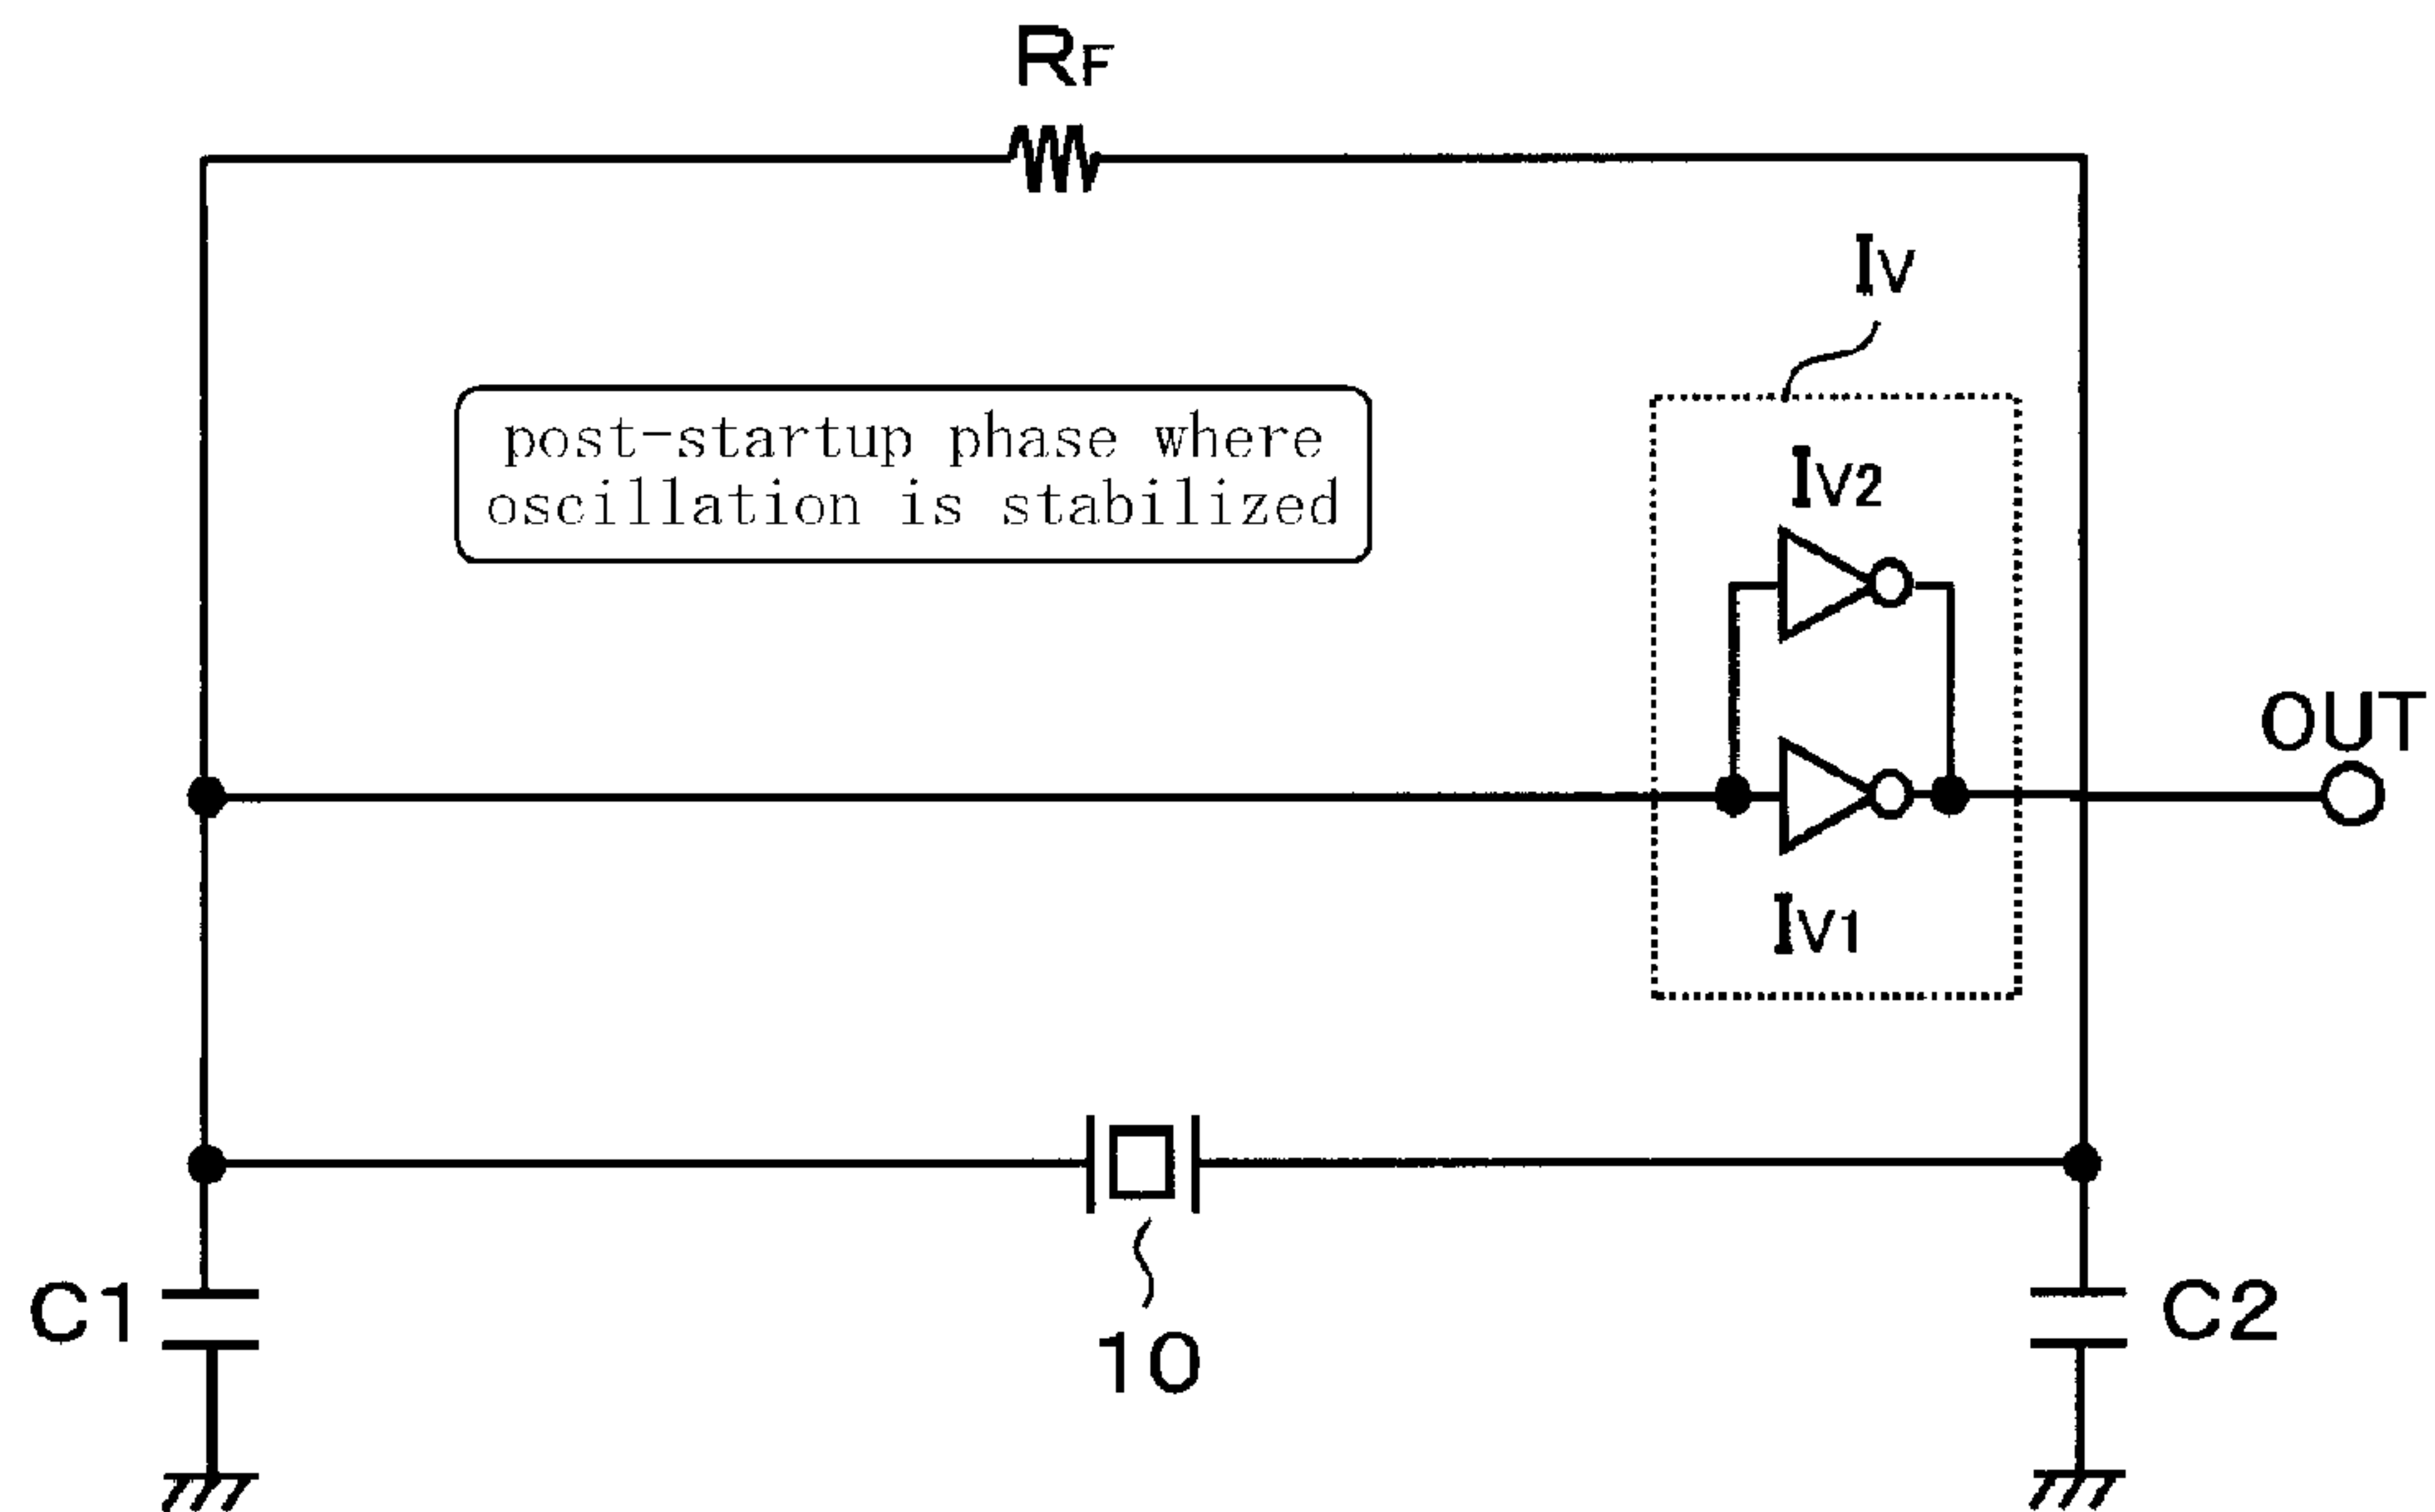 RF
IV
post-startup phase where
oscillation is stabilized
IV2
OUT
IV1
C1
10
C2